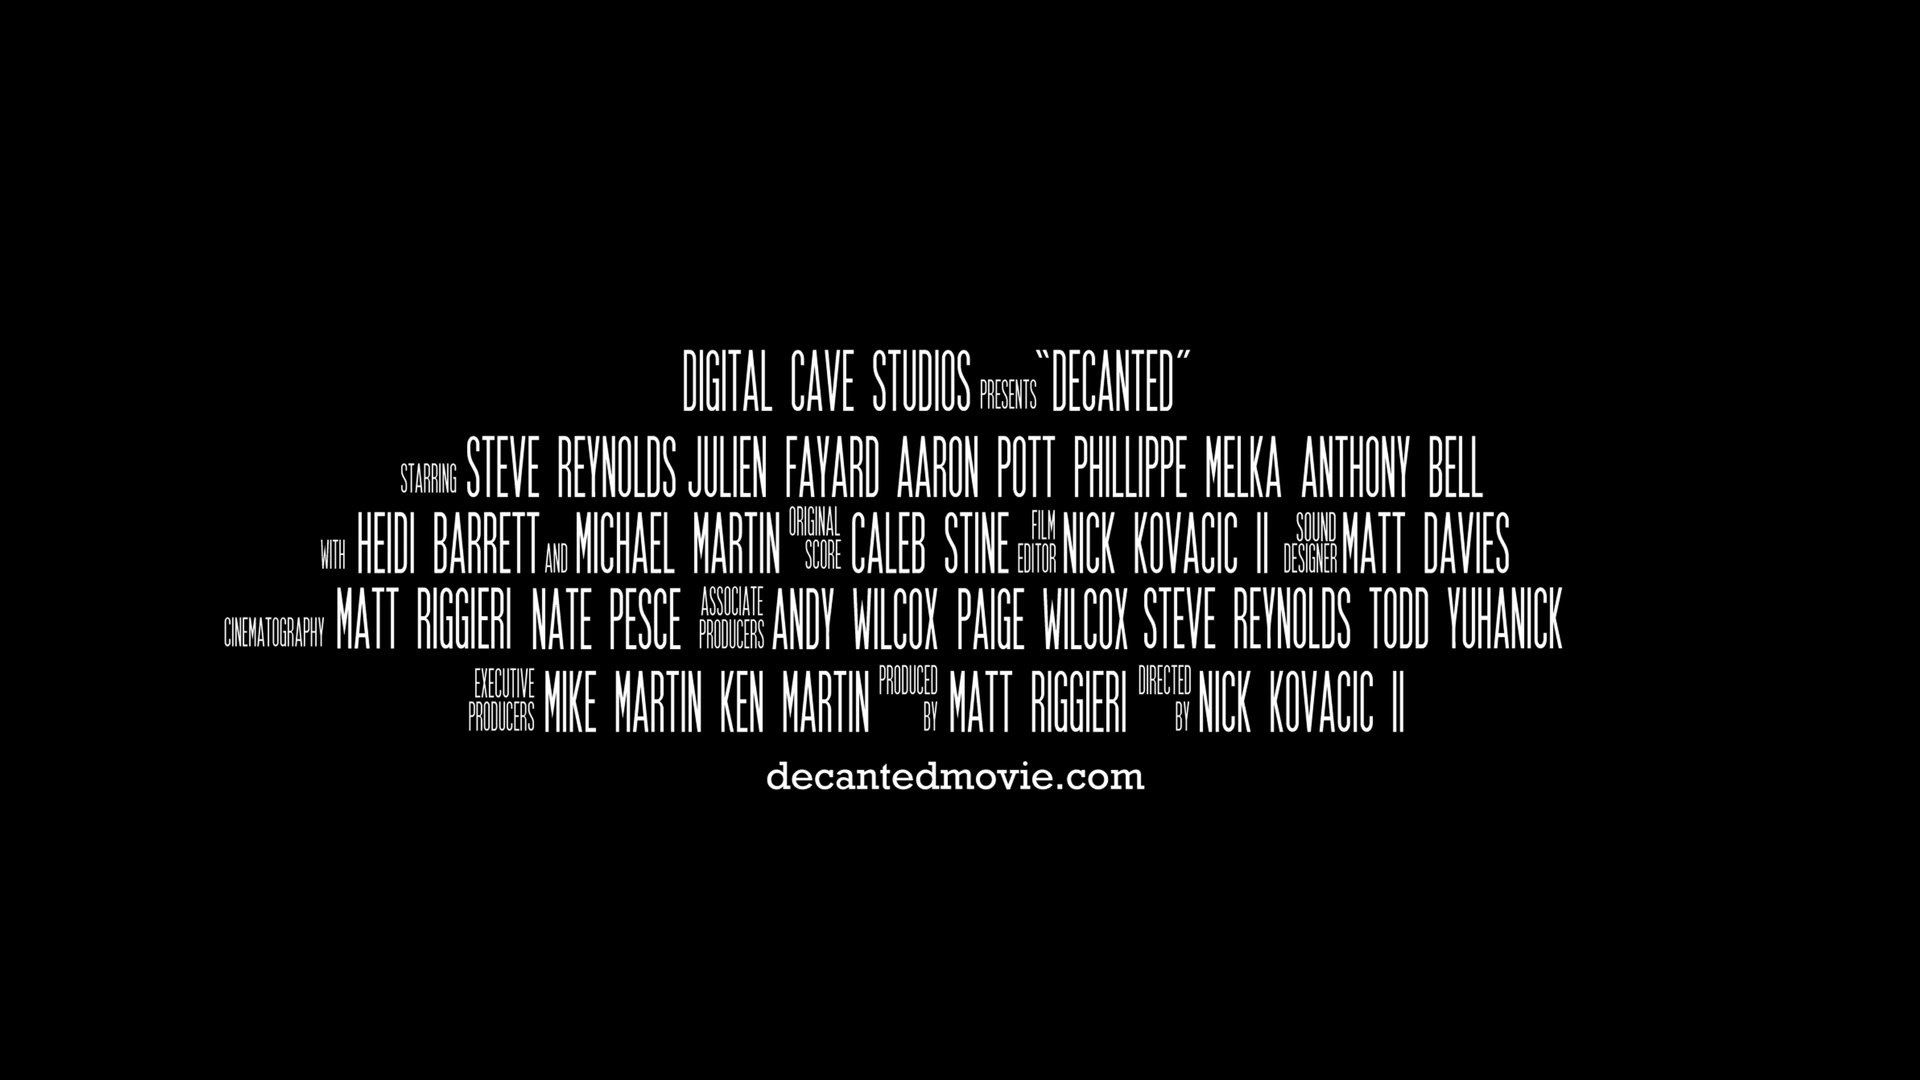 DIGITAL CAVE STUDIOS PRESENTS “DECANTED”
STARRING STEVE REYNOLDS JULIEN FAYARD AARON POTT PHILLIPPE MELKA ANTHONY BELL
WITH HEIDI BARRETT AND MICHAEL MARTIN ORIGINAL SCORE CALEB STINE FILM EDITOR NICK KOVACIC II SOUND DESIGNER MATT DAVIES
CINEMATOGRAPHY MATT RIGGIERI NATE PESCE ASSOCIATE PRODUCERS ANDY WILCOX PAIGE WILCOX STEVE REYNOLDS TODD YUHANICK
EXECUTIVE PRODUCERS MIKE MARTIN KEN MARTIN PRODUCED BY MATT RIGGIERI DIRECTED BY NICK KOVACIC II
decantedmovie.com